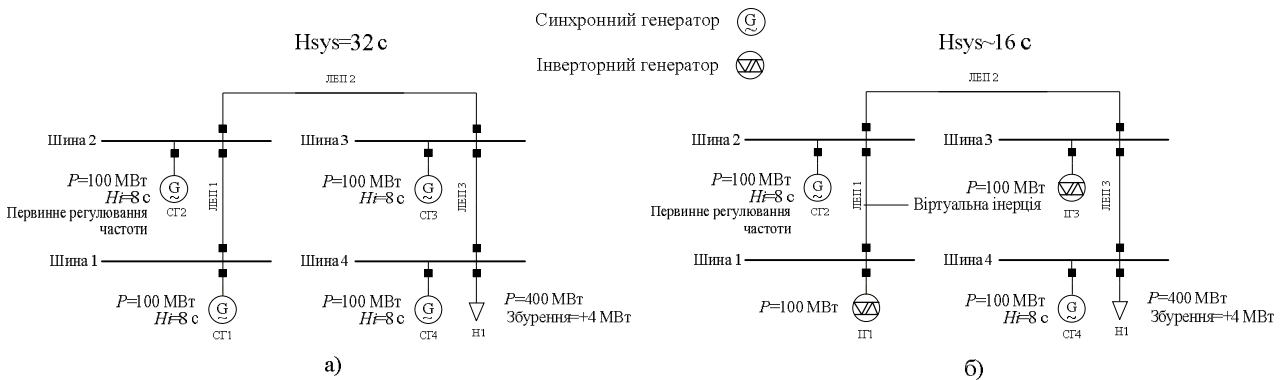 Синхронний генератор G ~
Інверторний генератор
Hsys=32 с
ЛЕП 2
Шина 2
Шина 3
P=100 МВт
Hi=8 с
G ~
СГ2
Первинне регулювання
частоти
ЛЕП 1
P=100 МВт
Hi=8 с
G ~
СГ3
ЛЕП 3
Шина 1
Шина 4
P=100 МВт
Hi=8 с
G ~
СГ1
P=100 МВт
Hi=8 с
G ~
СГ4
Н1
P=400 МВт
Збурення=+4 МВт
а)
Hsys~16 с
ЛЕП 2
Шина 2
Шина 3
P=100 МВт
Hi=8 с
G ~
СГ2
Первинне регулювання
частоти
ЛЕП 1
P=100 МВт
ІГ3
Віртуальна інерція
ЛЕП 3
Шина 1
Шина 4
P=100 МВт
ІГ1
P=100 МВт
Hi=8 с
G ~
СГ4
Н1
P=400 МВт
Збурення=+4 МВт
б)